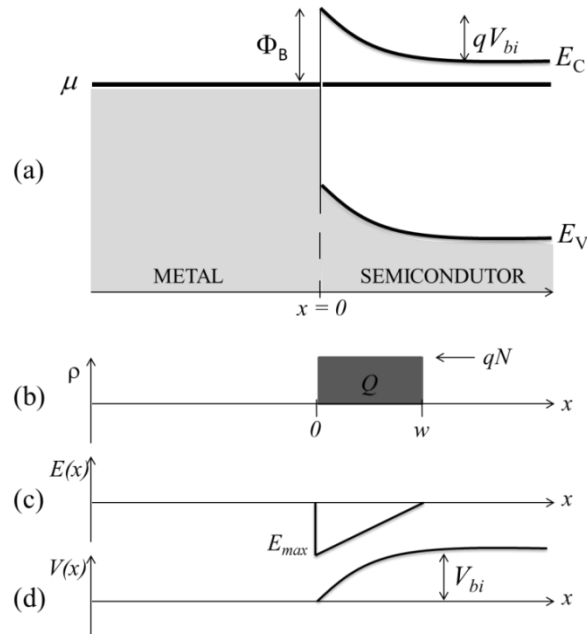 Φ_B
qV_bi
E_C
μ
(a)
E_V
METAL
SEMICONDUTOR
x = 0
ρ
qN
(b)
Q
x
0
w
E(x)
(c)
x
E_max
V(x)
V_bi
(d)
x